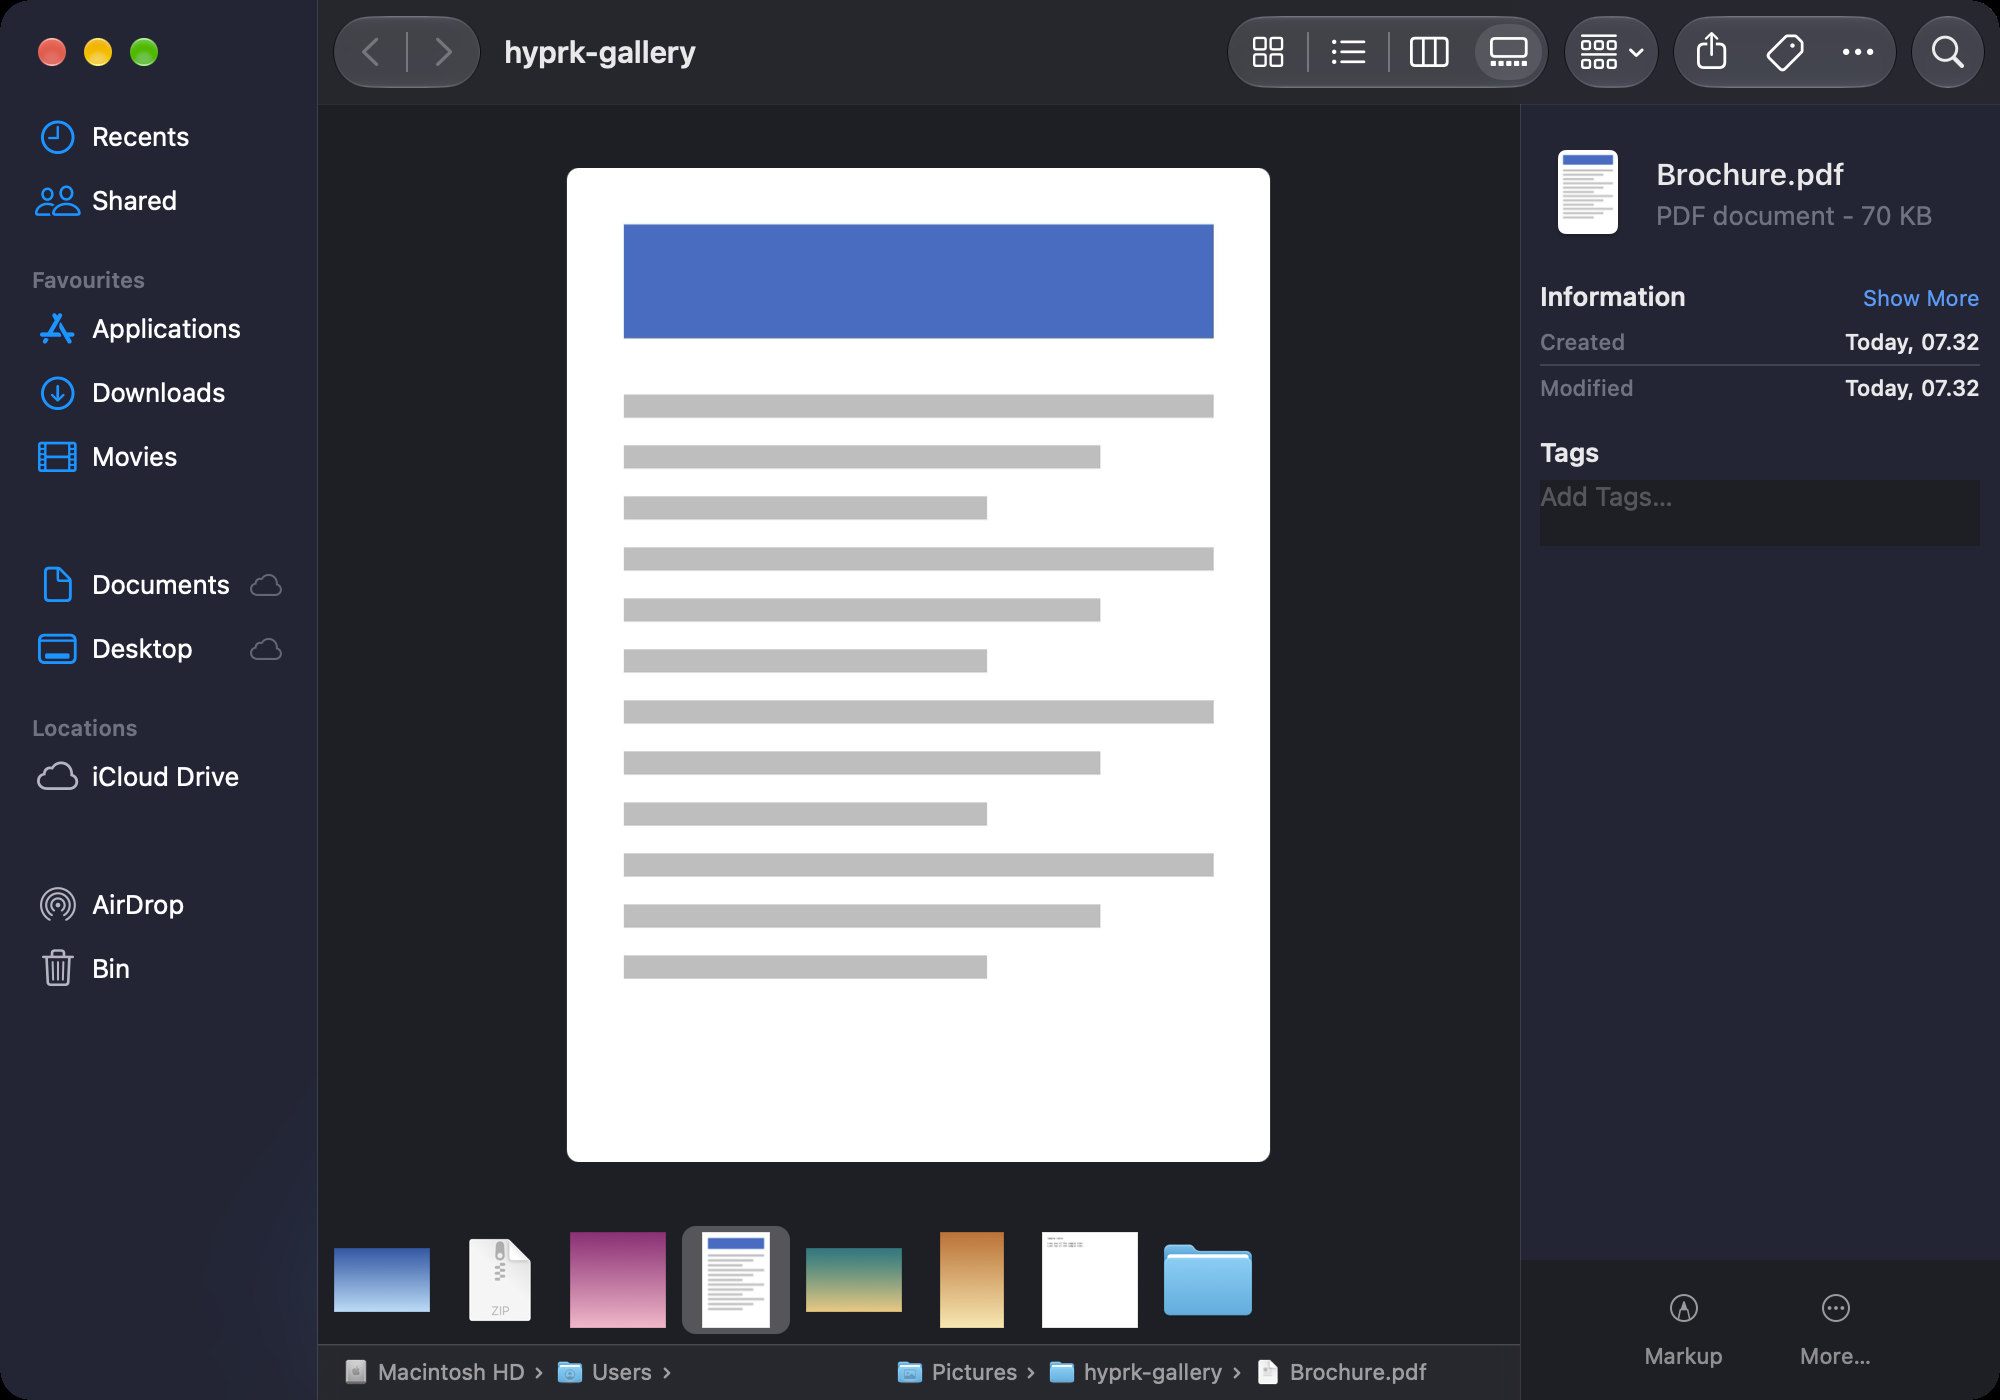 hyprk-gallery
Recents
Shared
Favourites
Applications
Downloads
Movies
Documents
Desktop
Locations
iCloud Drive
AirDrop
Bin
Brochure.pdf
PDF document - 70 KB
Information
Show More
Created
Today, 07.32
Modified
Today, 07.32
Tags
Add Tags...
ZIP
Macintosh HD › Users › Pictures › hyprk-gallery › Brochure.pdf
Markup
More...